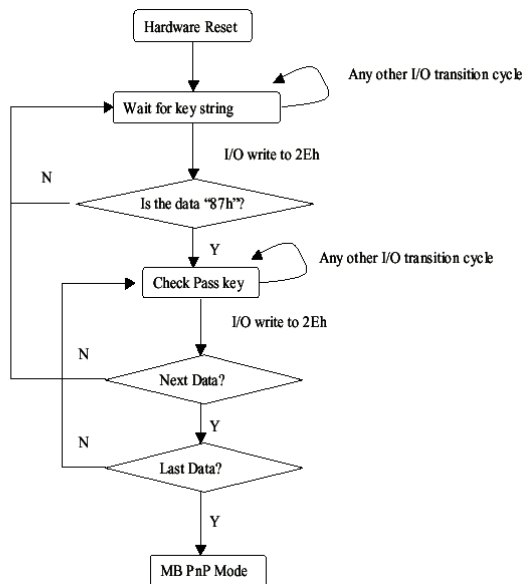 Hardware Reset
Any other I/O transition cycle
Wait for key string
I/O write to 2Eh
N
Is the data “87h”?
Y
Any other I/O transition cycle
Check Pass key
I/O write to 2Eh
N
Next Data?
Y
N
Last Data?
Y
MB PnP Mode